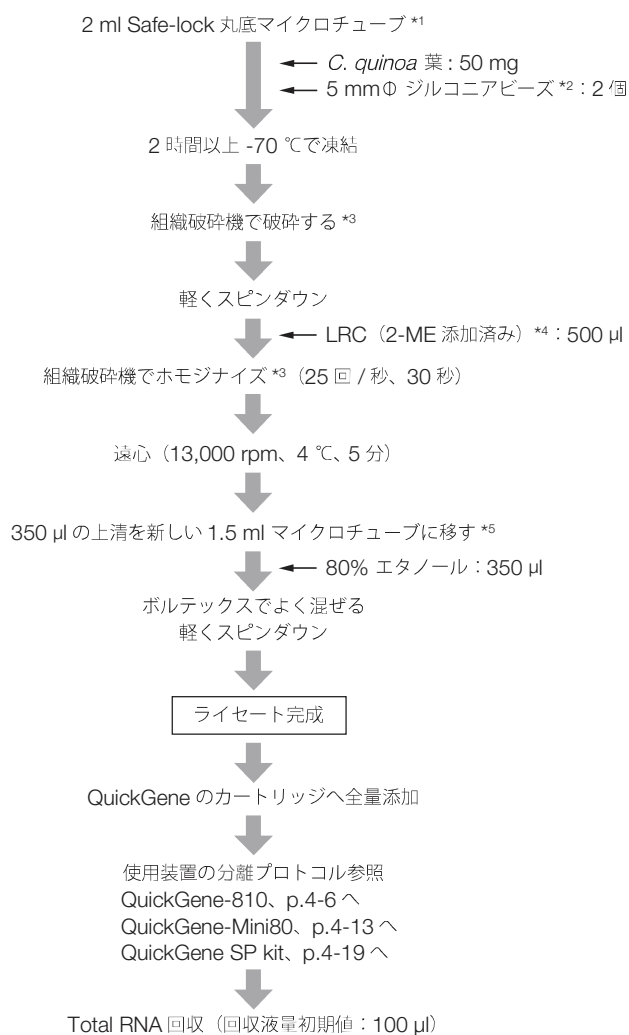 2 ml Safe-lock 丸底マイクロチューブ *1
C. quinoa 葉 : 50 mg
5 mmΦ ジルコニアビーズ *2：2 個
2 時間以上 -70 ℃で凍結
組織破砕機で破砕する *3
軽くスピンダウン
LRC（2-ME 添加済み）*4：500 µl
組織破砕機でホモジナイズ *3（25 回 / 秒、30 秒）
遠心（13,000 rpm、4 ℃、5 分）
350 µl の上清を新しい 1.5 ml マイクロチューブに移す *5
80% エタノール：350 µl
ボルテックスでよく混ぜる
軽くスピンダウン
ライセート完成
QuickGene のカートリッジへ全量添加
使用装置の分離プロトコル参照
QuickGene-810、p.4-6 へ
QuickGene-Mini80、p.4-13 へ
QuickGene SP kit、p.4-19 へ
Total RNA 回収（回収液量初期値：100 µl）